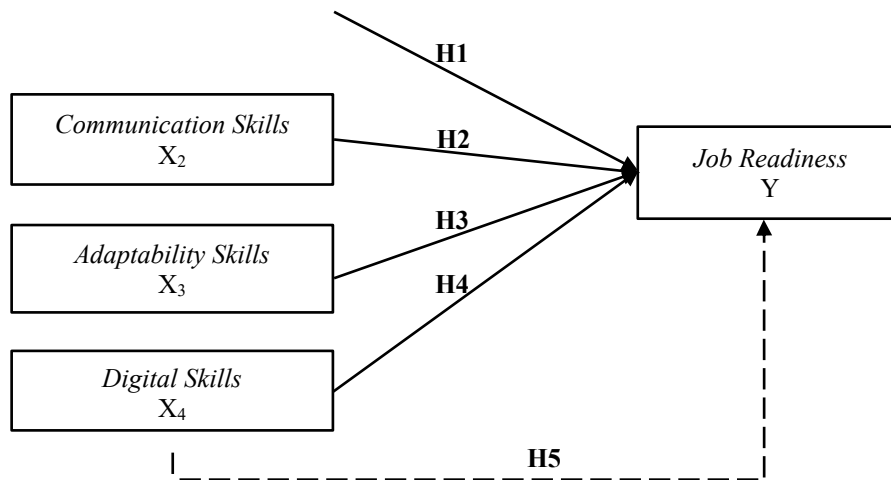 H1
Communication Skills
X₂
H2
Job Readiness
Y
Adaptability Skills
X₃
H3
H4
Digital Skills
X₄
H5